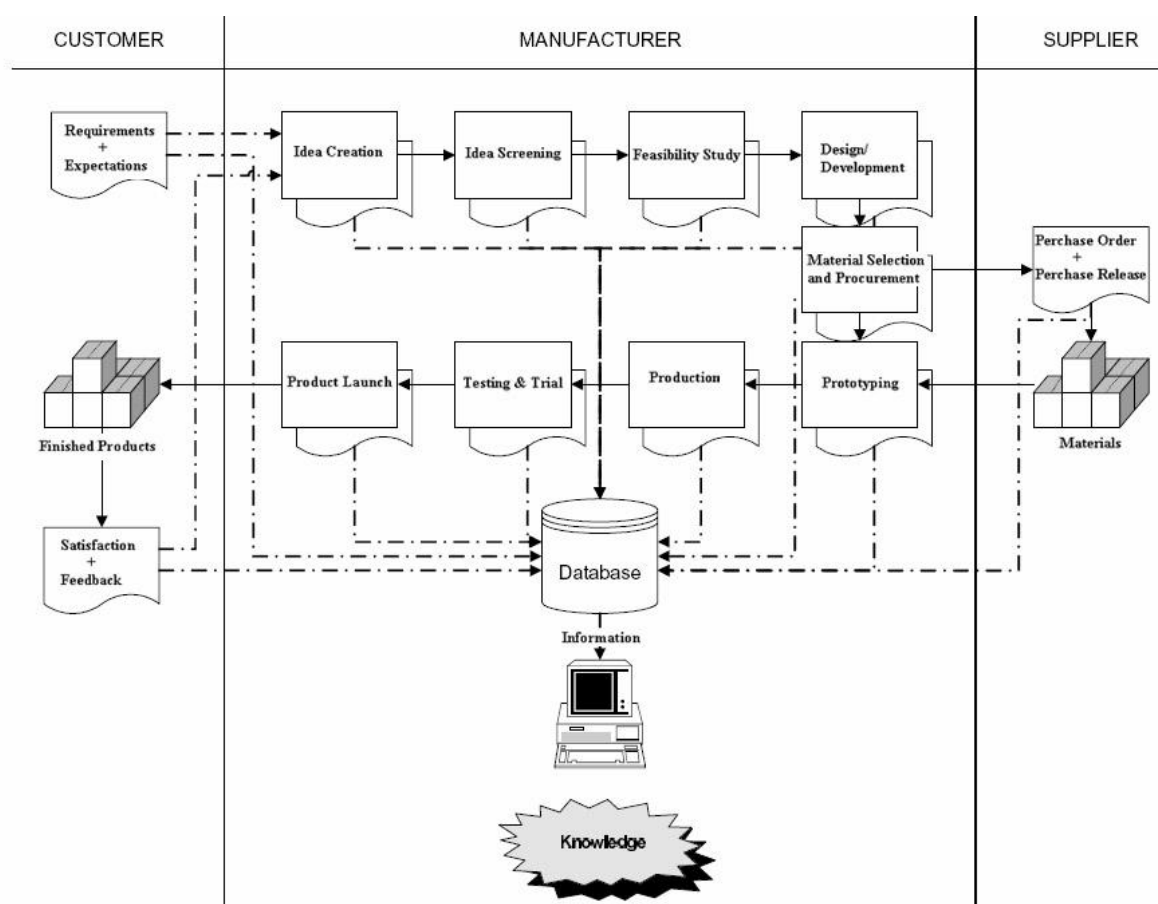 CUSTOMER
MANUFACTURER
SUPPLIER
Requirements
+
Expectations
Idea Creation
Idea Screening
Feasibility Study
Design/
Development
Material Selection
and Procurement
Perchase Order
+
Perchase Release
Product Launch
Testing & Trial
Production
Prototyping
Finished Products
Materials
Satisfaction
+
Feedback
Database
Information
Knowledge